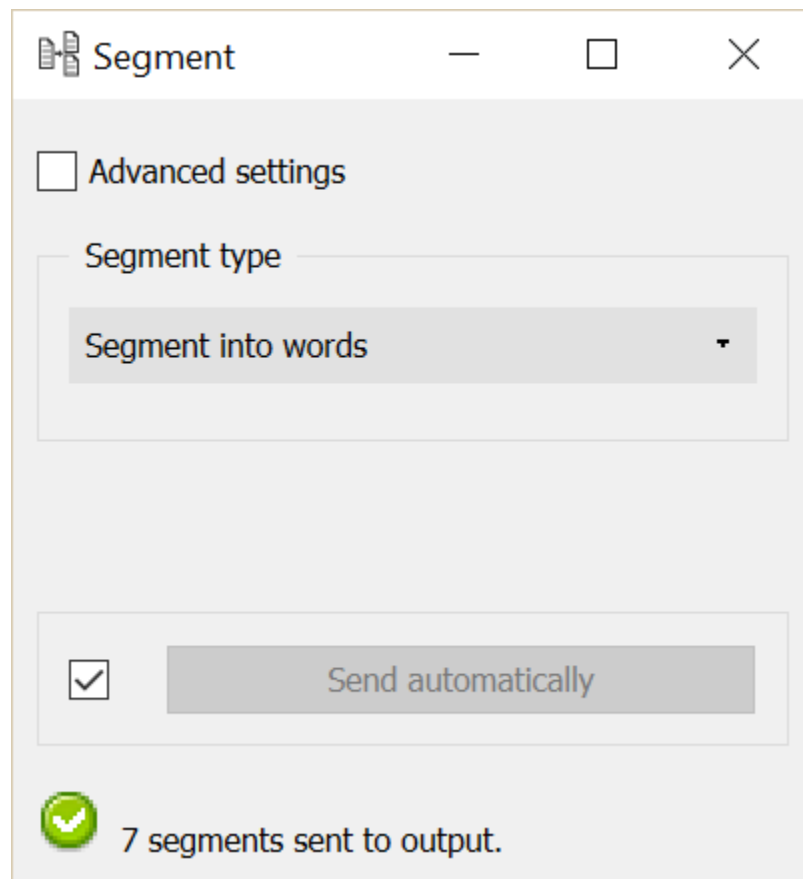 Segment
Advanced settings
Segment type
Segment into words
Send automatically
7 segments sent to output.